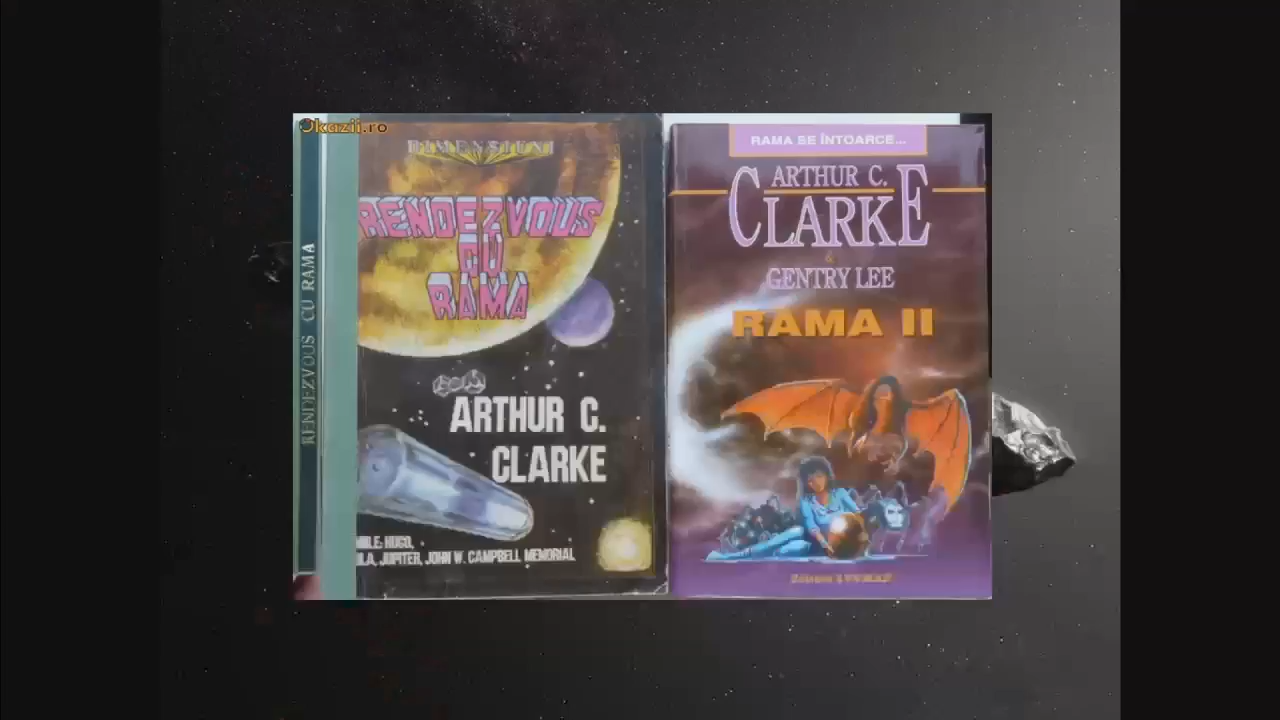 Okazii.ro
RENDEZVOUS CU RAMA
DIMENSIUNI
RENDEZVOUS
CU
RAMA
ARTHUR C.
CLARKE
HUGO,
JUPITER, JOHN W. CAMPBELL MEMORIAL
RAMA SE ÎNTOARCE...
ARTHUR C.
CLARKE
&
GENTRY LEE
RAMA II